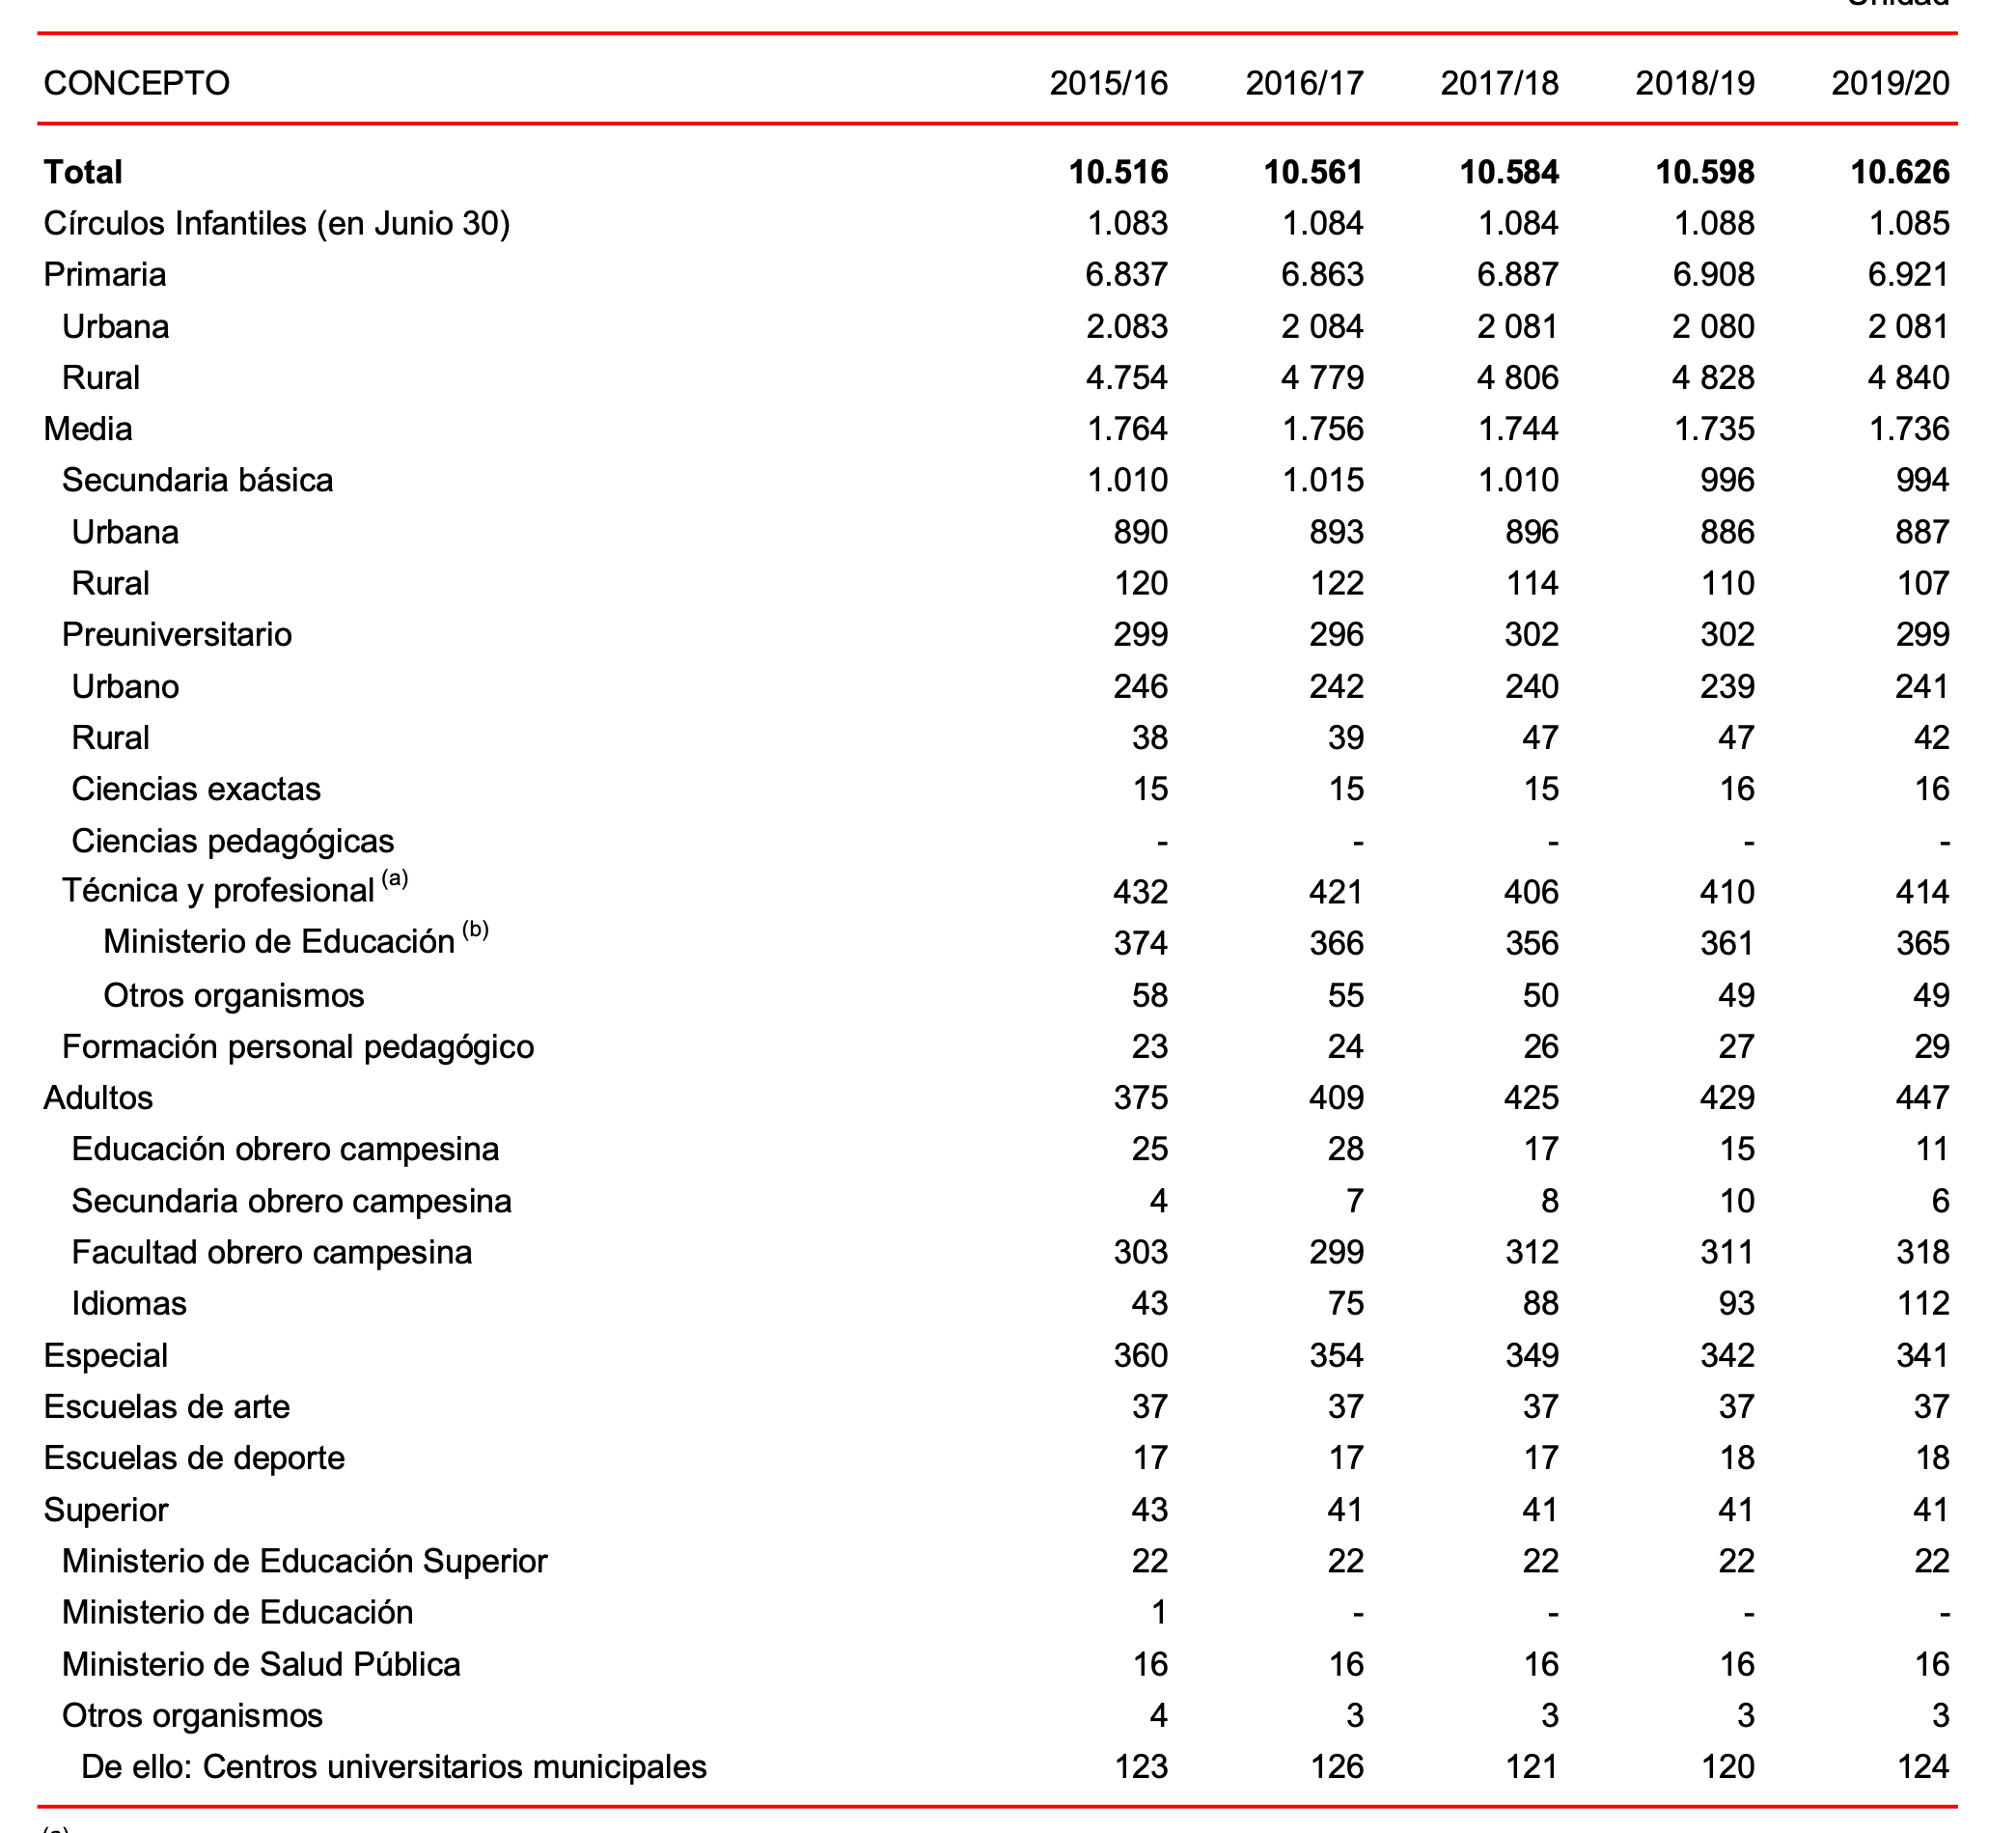 Unidad
CONCEPTO 2015/16 2016/17 2017/18 2018/19 2019/20
Total 10.516 10.561 10.584 10.598 10.626
Círculos Infantiles (en Junio 30) 1.083 1.084 1.084 1.088 1.085
Primaria 6.837 6.863 6.887 6.908 6.921
Urbana 2.083 2 084 2 081 2 080 2 081
Rural 4.754 4 779 4 806 4 828 4 840
Media 1.764 1.756 1.744 1.735 1.736
Secundaria básica 1.010 1.015 1.010 996 994
Urbana 890 893 896 886 887
Rural 120 122 114 110 107
Preuniversitario 299 296 302 302 299
Urbano 246 242 240 239 241
Rural 38 39 47 47 42
Ciencias exactas 15 15 15 16 16
Ciencias pedagógicas - - - - -
Técnica y profesional (a) 432 421 406 410 414
Ministerio de Educación (b) 374 366 356 361 365
Otros organismos 58 55 50 49 49
Formación personal pedagógico 23 24 26 27 29
Adultos 375 409 425 429 447
Educación obrero campesina 25 28 17 15 11
Secundaria obrero campesina 4 7 8 10 6
Facultad obrero campesina 303 299 312 311 318
Idiomas 43 75 88 93 112
Especial 360 354 349 342 341
Escuelas de arte 37 37 37 37 37
Escuelas de deporte 17 17 17 18 18
Superior 43 41 41 41 41
Ministerio de Educación Superior 22 22 22 22 22
Ministerio de Educación 1 - - - -
Ministerio de Salud Pública 16 16 16 16 16
Otros organismos 4 3 3 3 3
De ello: Centros universitarios municipales 123 126 121 120 124